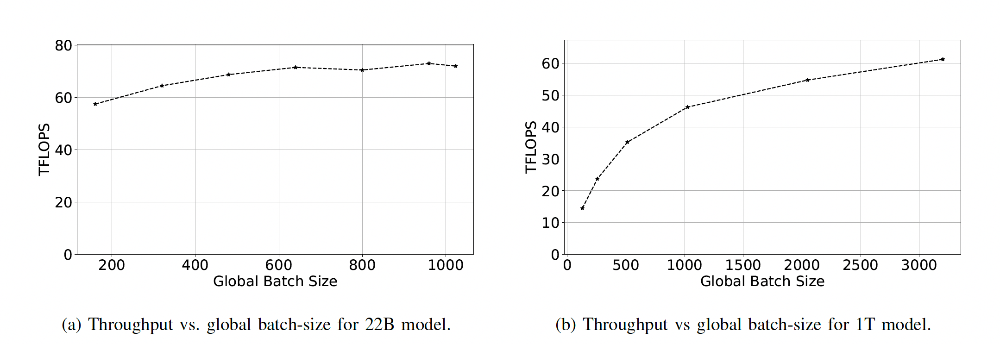 80
60
40
20
0
TFLOPS
200 400 600 800 1000
Global Batch Size
(a) Throughput vs. global batch-size for 22B model.
60
50
40
30
20
10
0
TFLOPS
0 500 1000 1500 2000 2500 3000
Global Batch Size
(b) Throughput vs global batch-size for 1T model.